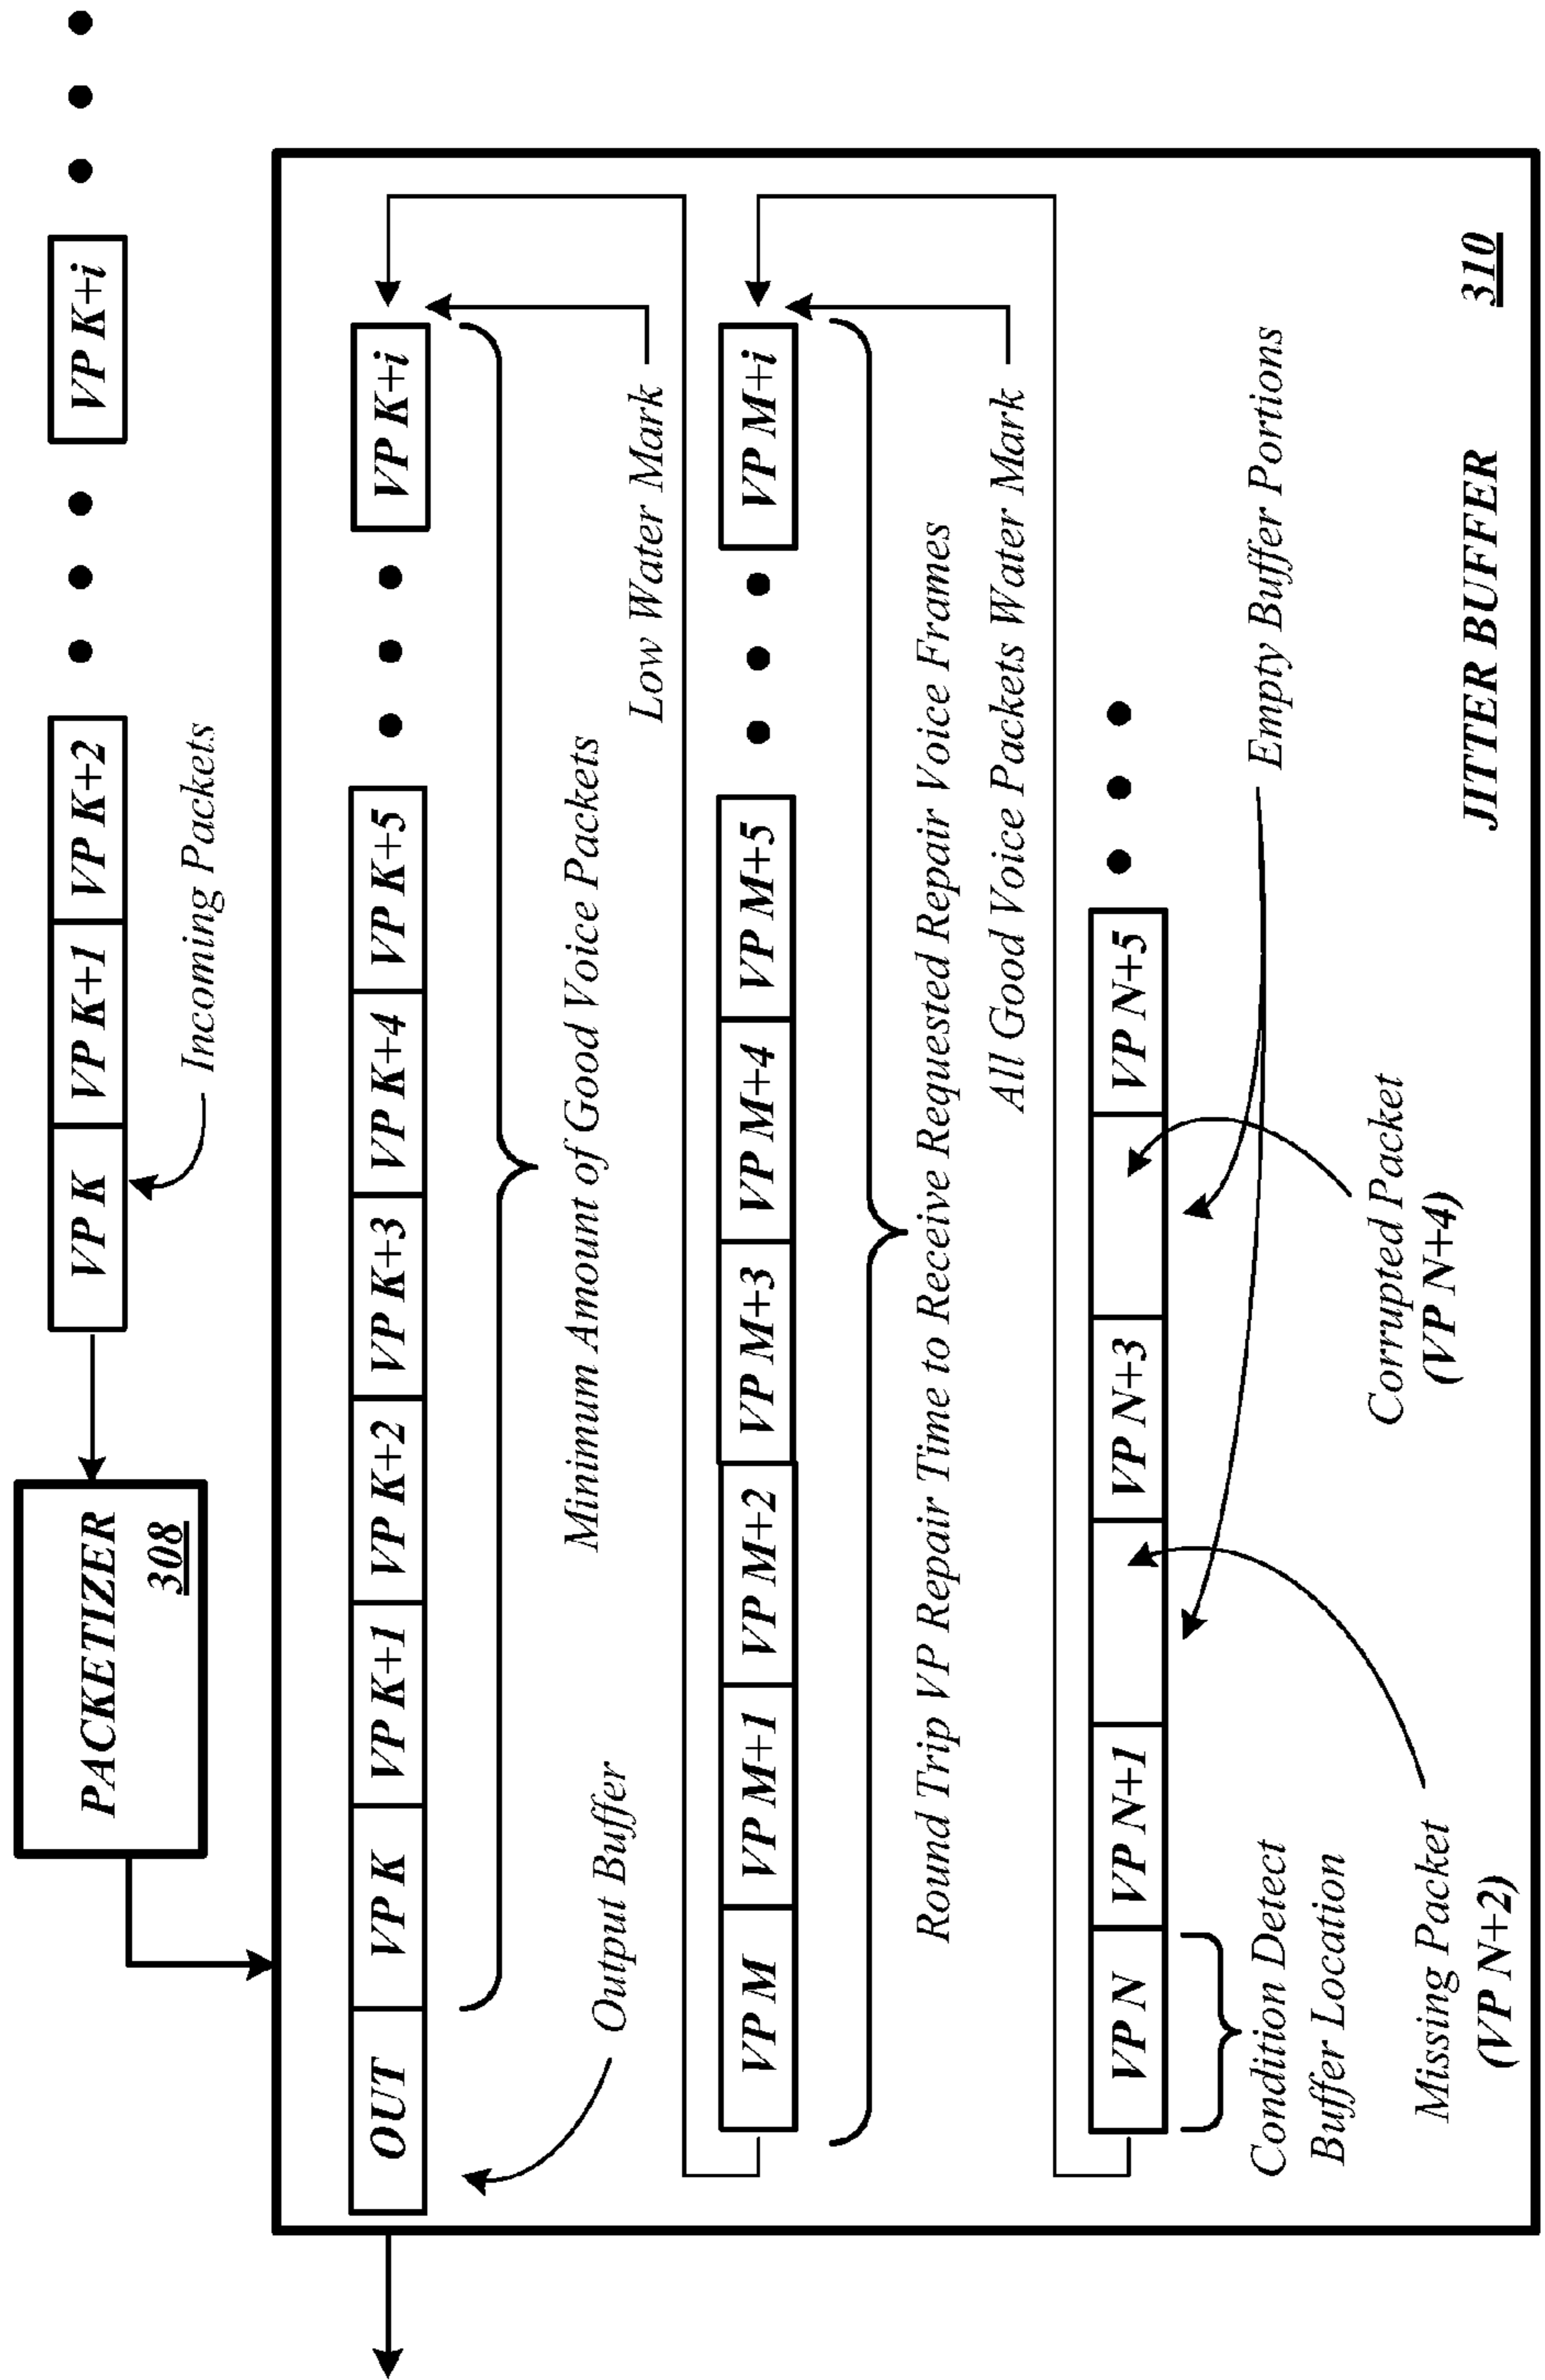 VP K VP K+1 VP K+2 VP K+i
Incoming Packets
PACKETIZER
308
OUT VP K VP K+1 VP K+2 VP K+3 VP K+4 VP K+5 VP K+i
Minimum Amount of Good Voice Packets
Output Buffer
Low Water Mark
VP M VP M+1 VP M+2 VP M+3 VP M+4 VP M+5 VP M+i
Round Trip VP Repair Time to Receive Requested Repair Voice Frames
All Good Voice Packets Water Mark
VP N VP N+1 VP N+3 VP N+5
Condition Detect
Buffer Location
Empty Buffer Portions
Missing Packet
(VP N+2)
Corrupted Packet
(VP N+4)
JITTER BUFFER
310